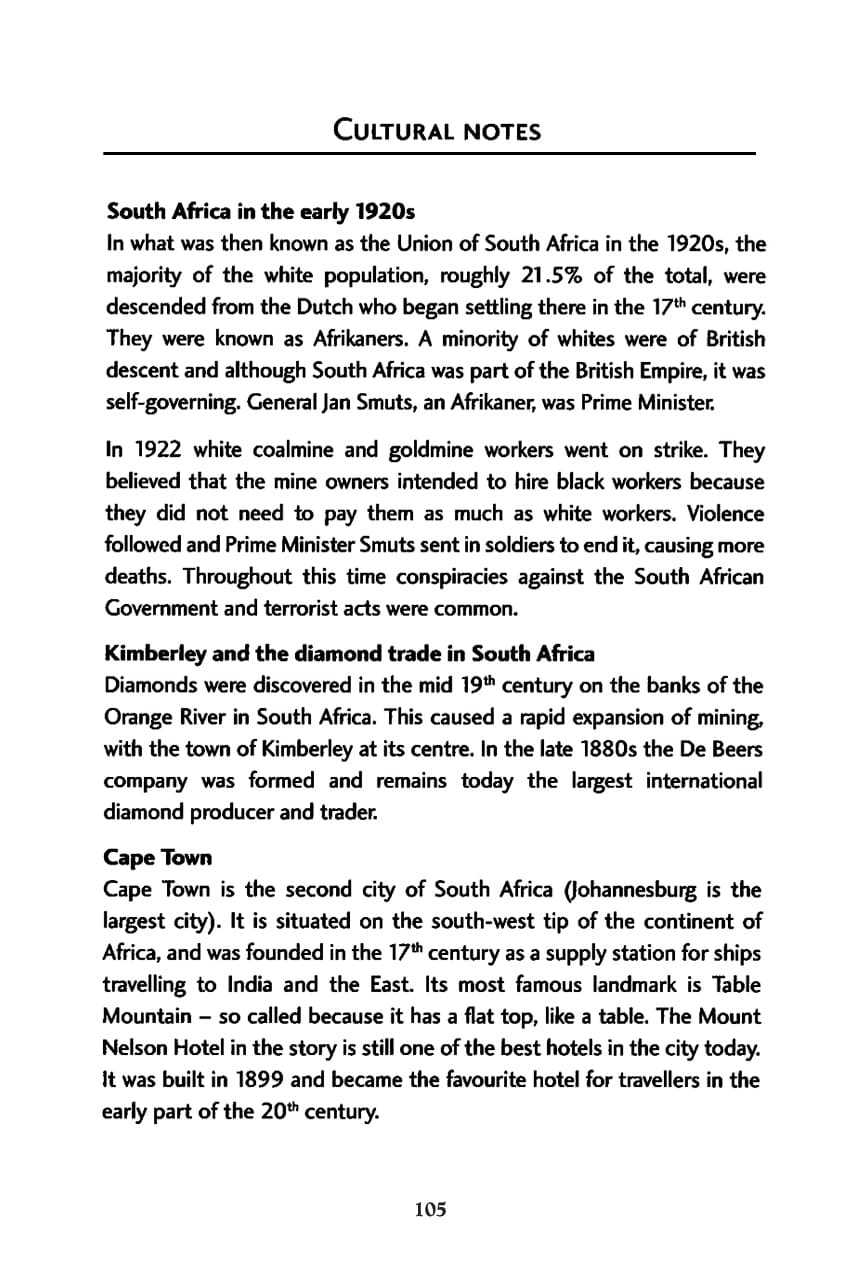 CULTURAL NOTES
South Africa in the early 1920s
In what was then known as the Union of South Africa in the 1920s, the
majority of the white population, roughly 21.5% of the total, were
descended from the Dutch who began settling there in the 17th century.
They were known as Afrikaners. A minority of whites were of British
descent and although South Africa was part of the British Empire, it was
self-governing. General Jan Smuts, an Afrikaner, was Prime Minister.
In 1922 white coalmine and goldmine workers went on strike. They
believed that the mine owners intended to hire black workers because
they did not need to pay them as much as white workers. Violence
followed and Prime Minister Smuts sent in soldiers to end it, causing more
deaths. Throughout this time conspiracies against the South African
Government and terrorist acts were common.
Kimberley and the diamond trade in South Africa
Diamonds were discovered in the mid 19th century on the banks of the
Orange River in South Africa. This caused a rapid expansion of mining,
with the town of Kimberley at its centre. In the late 1880s the De Beers
company was formed and remains today the largest international
diamond producer and trader.
Cape Town
Cape Town is the second city of South Africa (Johannesburg is the
largest city). It is situated on the south-west tip of the continent of
Africa, and was founded in the 17th century as a supply station for ships
travelling to India and the East. Its most famous landmark is Table
Mountain – so called because it has a flat top, like a table. The Mount
Nelson Hotel in the story is still one of the best hotels in the city today.
It was built in 1899 and became the favourite hotel for travellers in the
early part of the 20th century.
105